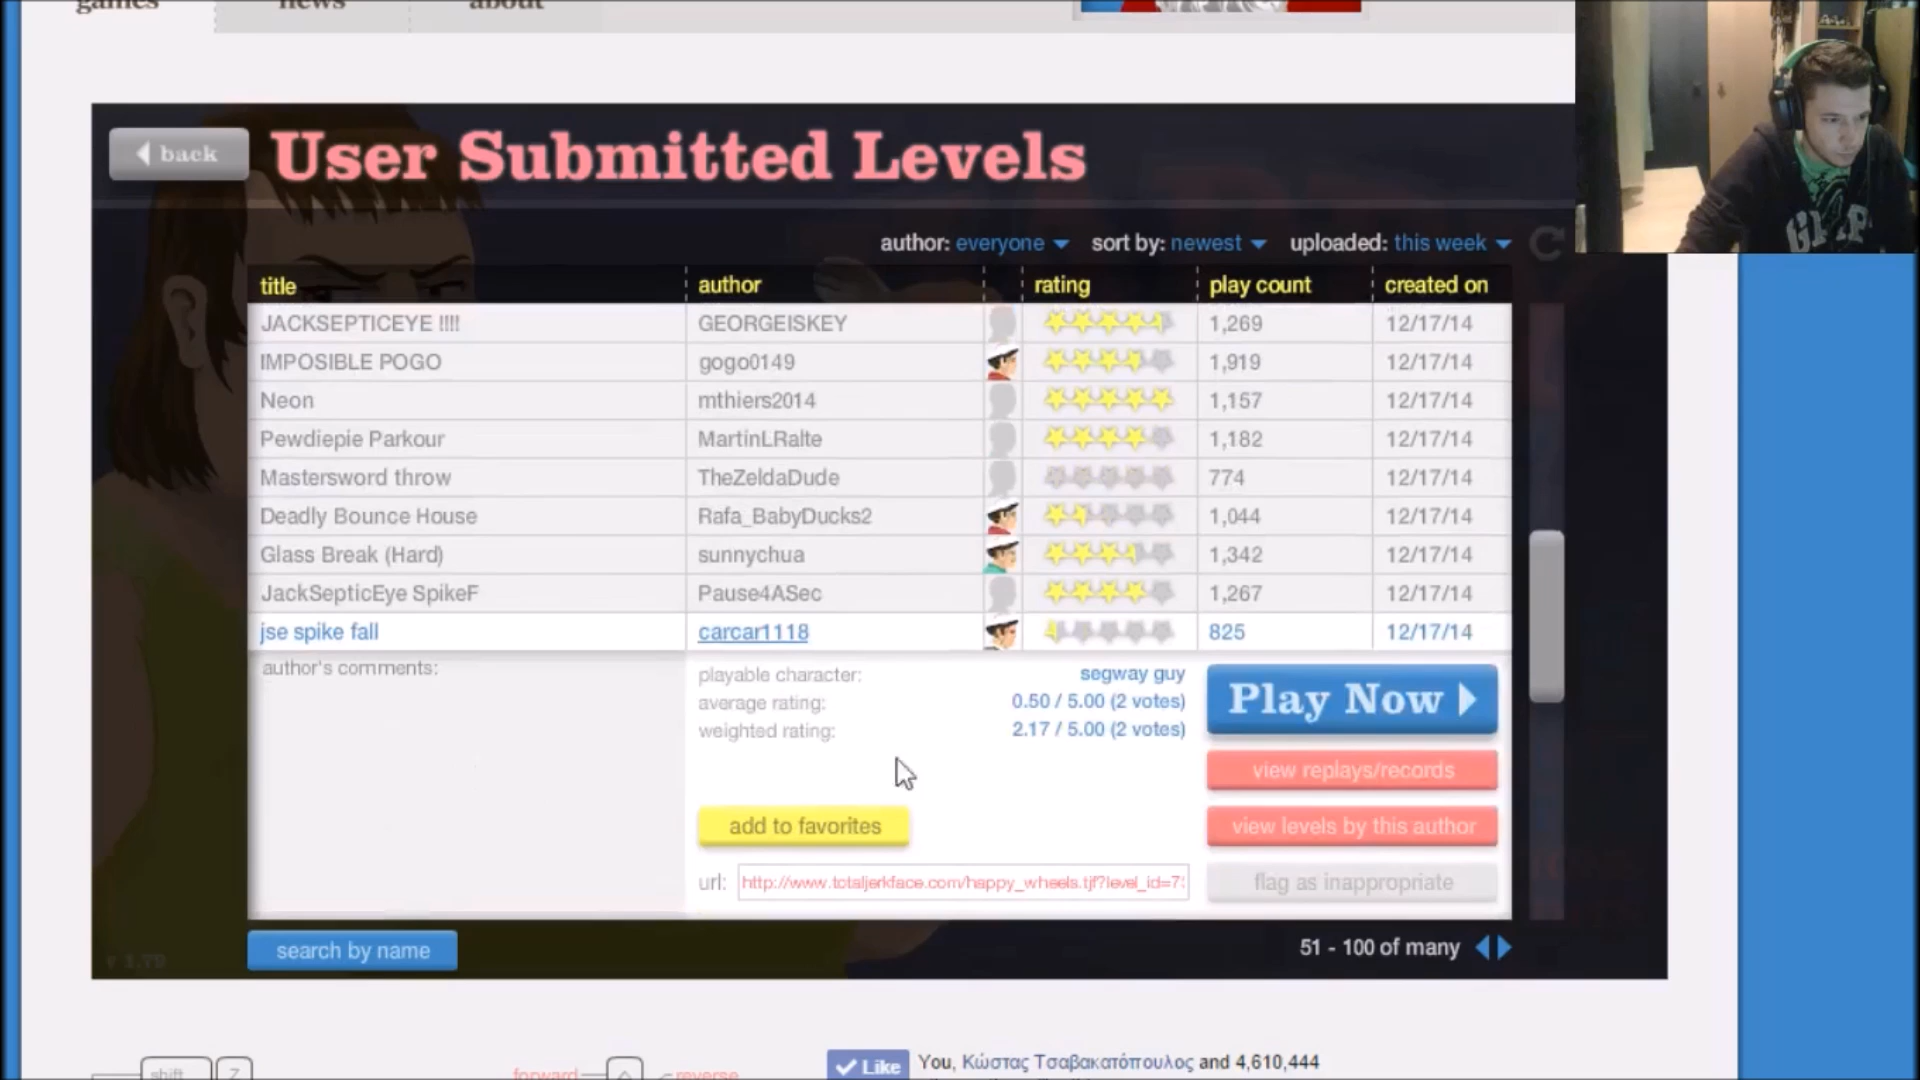 games news about
back User Submitted Levels
author: everyone sort by: newest uploaded: this week
title author rating play count created on
JACKSEPTICEYE !!!! GEORGEISKEY 1,269 12/17/14
IMPOSIBLE POGO gogo0149 1,919 12/17/14
Neon mthiers2014 1,157 12/17/14
Pewdiepie Parkour MartinLRalte 1,182 12/17/14
Mastersword throw TheZeldaDude 774 12/17/14
Deadly Bounce House Rafa_BabyDucks2 1,044 12/17/14
Glass Break (Hard) sunnychua 1,342 12/17/14
JackSepticEye SpikeF Pause4ASec 1,267 12/17/14
jse spike fall carcar1118 825 12/17/14
author's comments:
playable character: segway guy
average rating: 0.50 / 5.00 (2 votes)
weighted rating: 2.17 / 5.00 (2 votes)
Play Now
view replays/records
add to favorites
view levels by this author
url: http://www.totaljerkface.com/happy_wheels.tjf?level_id=7
flag as inappropriate
search by name
51 - 100 of many
shift Z
forward reverse
Like You, Κώστας Τσαβακατόπουλος and 4,610,444